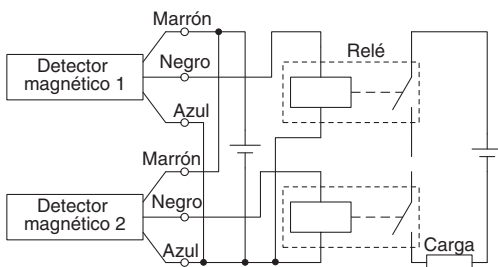 Marrón
Relé
Negro
Detector
magnético 1
Azul
Marrón
Negro
Detector
magnético 2
Azul
Carga